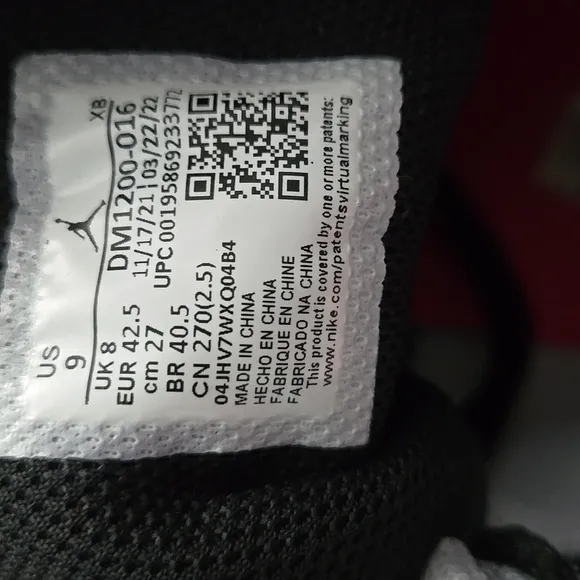 US
9
XB
UK 8
EUR 42.5
cm 27
BR 40.5
CN 270(2.5)
DM1200-016
11/17/21 | 03/22/22
UPC 00195869233772
04JHV7WXQ04B4
MADE IN CHINA
HECHO EN CHINA
FABRIQUE EN CHINE
FABRICADO NA CHINA
This product is covered by one or more patents:
www.nike.com/patentsvirtualmarking